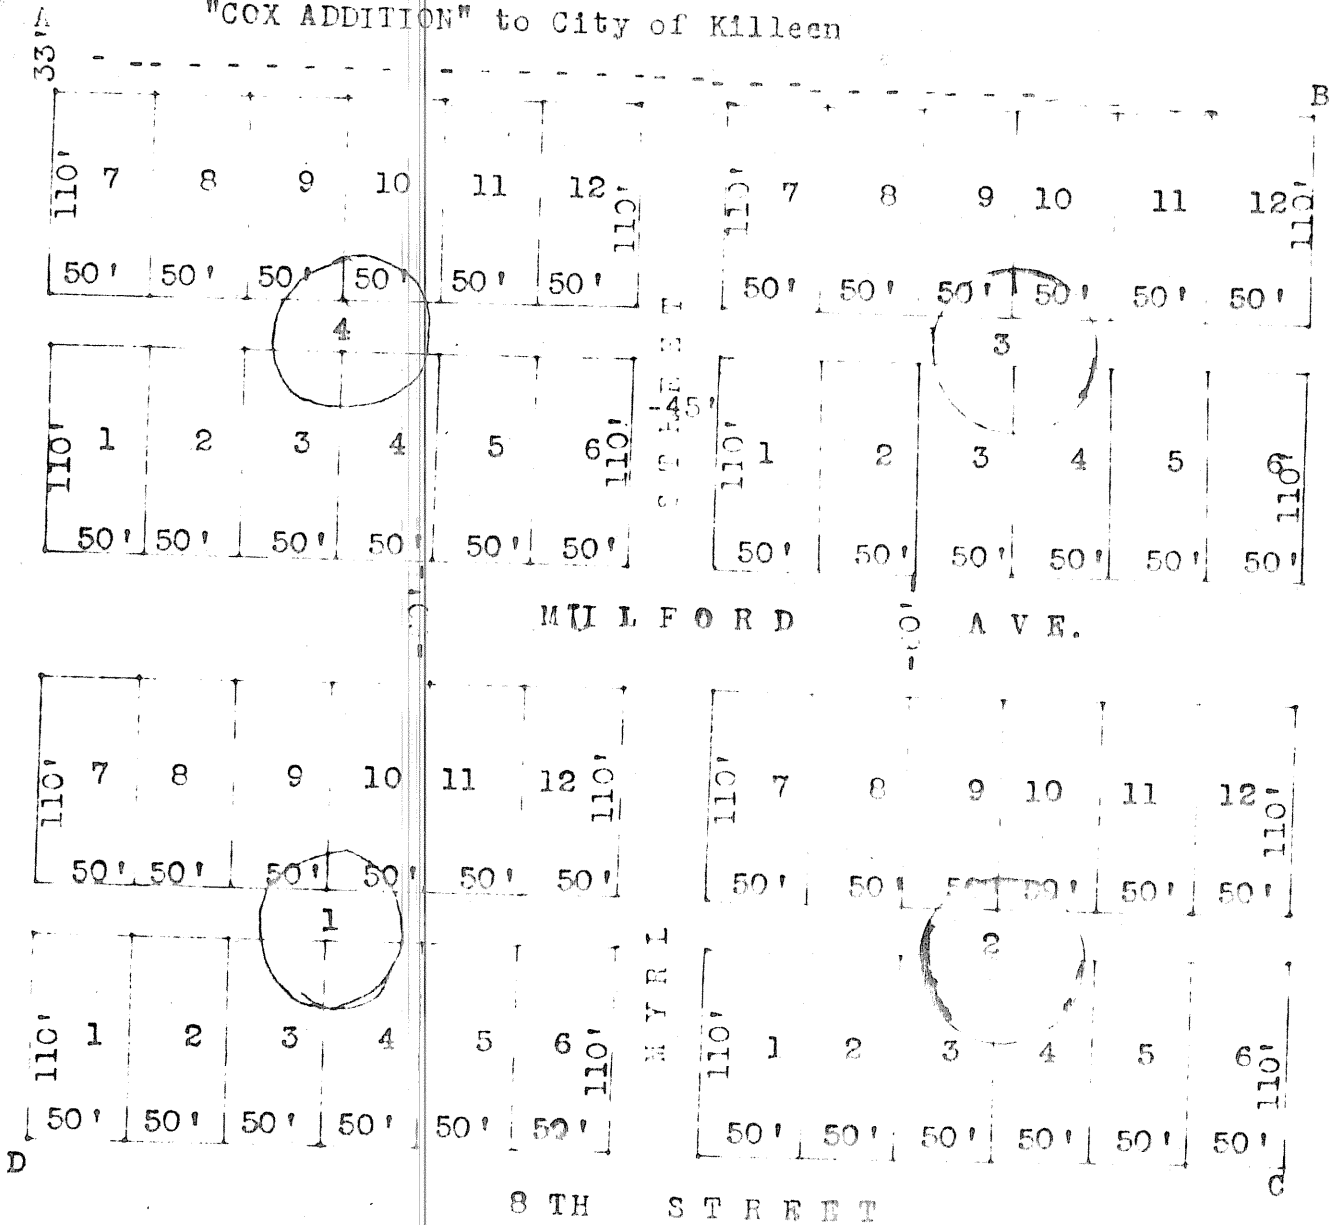 "COX ADDITION" to City of Killeen
A
33'
B
7 8 9 10 11 12 7 8 9 10 11 12
110' 110' 110' 110'
50' 50' 50' 50' 50' 50' 50' 50' 50' 50' 50' 50'
4 3
STREET
-45'
1 2 3 4 5 6 1 2 3 4 5 6
110' 110' 110' 110'
50' 50' 50' 50' 50' 50' 50' 50' 50' 50' 50' 50'
MILFORD AVE.
7 8 9 10 11 12 7 8 9 10 11 12
110' 110' 110' 110'
50' 50' 50' 50' 50' 50' 50' 50' 50' 50' 50' 50'
1 2
MYRL
1 2 3 4 5 6 1 2 3 4 5 6
110' 110' 110' 110'
50' 50' 50' 50' 50' 50' 50' 50' 50' 50' 50' 50'
D
C
8TH STREET